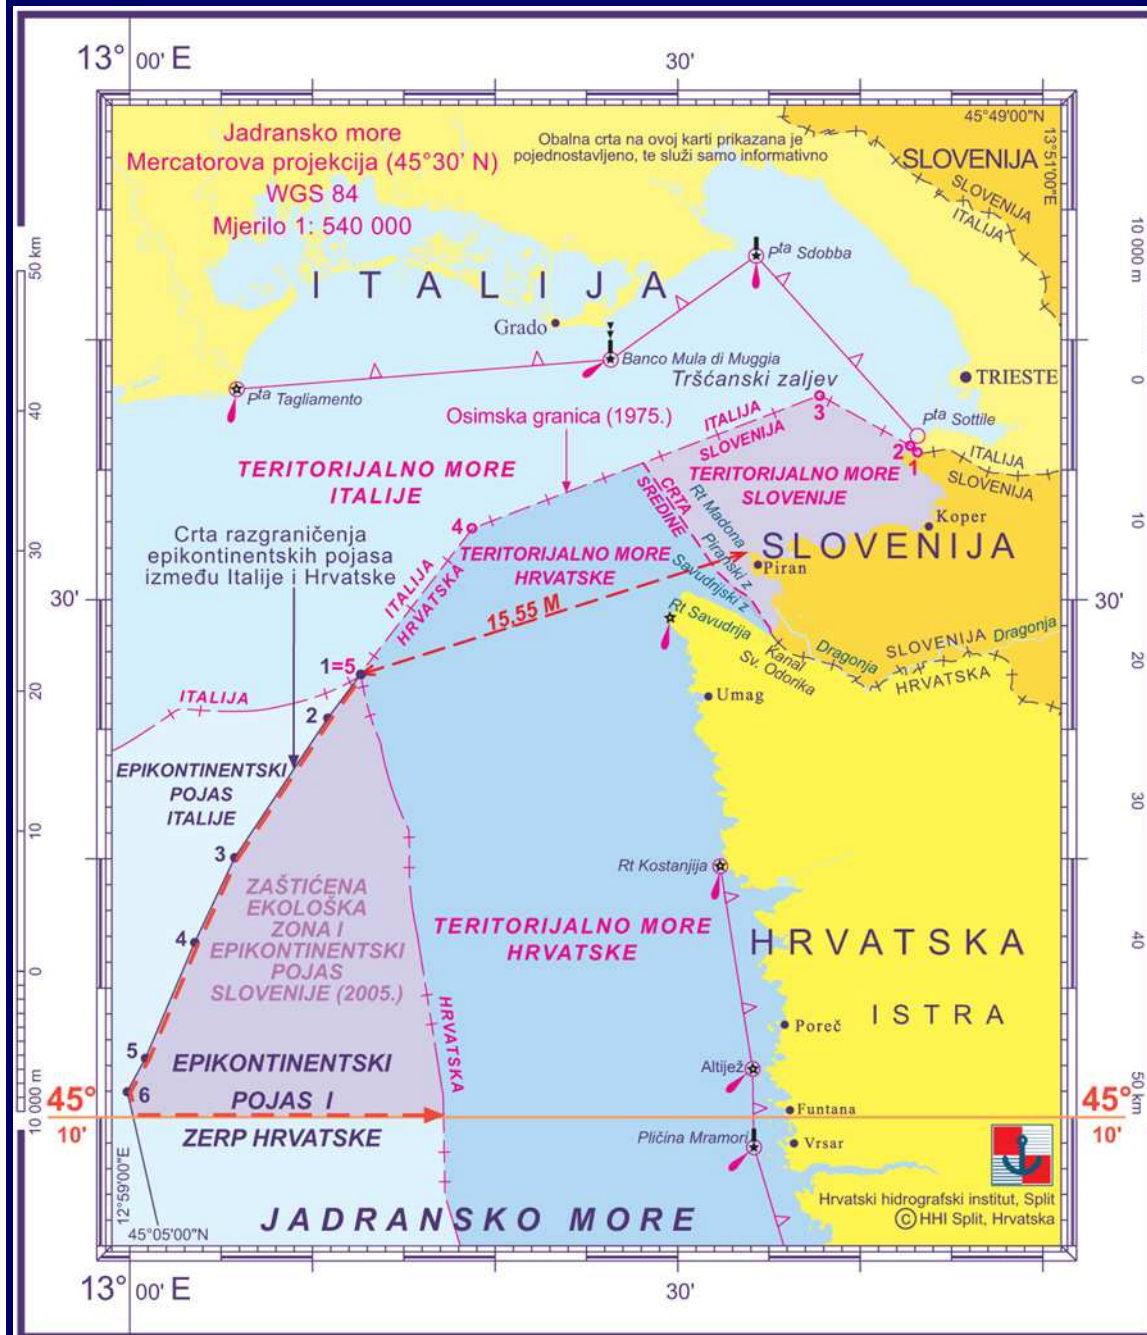 13° 00' E
30'
Jadransko more
Mercatorova projekcija (45°30' N)
WGS 84
Mjerilo 1: 540 000
Obalna crta na ovoj karti prikazana je
pojednostavljeno, te služi samo informativno
45°49'00"N
13°51'00"E
SLOVENIJA
SLOVENIJA
ITALIJA
10 000 m
50 km
Pta Sdobba
ITALIJA
Grado
Banco Mula di Muggia
Tršćanski zaljev
TRIESTE
0
Pta Tagliamento
40
Osimska granica (1975.)
ITALIJA
SLOVENIJA
3
Pta Sottile
2
1
ITALIJA
SLOVENIJA
TERITORIJALNO MORE
ITALIJE
TERITORIJALNO MORE
SLOVENIJE
CRTA
SREDINE
Rt Madona
Piranski z
Savudrijski z
Koper
10
4
Crta razgraničenja
epikontinentskih pojasa
između Italije i Hrvatske
TERITORIJALNO MORE
HRVATSKE
SLOVENIJA
Piran
30
ITALIJA
HRVATSKA
15,55 M
30'
30'
Rt Savudrija
Kanal
Sv. Odorika
Dragonja
SLOVENIJA
Dragonja
HRVATSKA
20
1=5
20
ITALIJA
Umag
2
EPIKONTINENTSKI
POJAS
ITALIJE
10
30
3
Rt Kostanjija
ZAŠTIĆENA
EKOLOŠKA
ZONA I
EPIKONTINENTSKI
POJAS
SLOVENIJE (2005.)
4
TERITORIJALNO MORE
HRVATSKE
HRVATSKA
40
0
ISTRA
HRVATSKA
Poreč
5
EPIKONTINENTSKI
POJAS I
ZERP HRVATSKE
Altijež
50 km
10 000 m
6
45°
10'
45°
10'
Funtana
Pličina Mramori
Vrsar
12°59'00"E
45°05'00"N
JADRANSKO MORE
Hrvatski hidrografski institut, Split
© HHI Split, Hrvatska
13° 00' E
30'